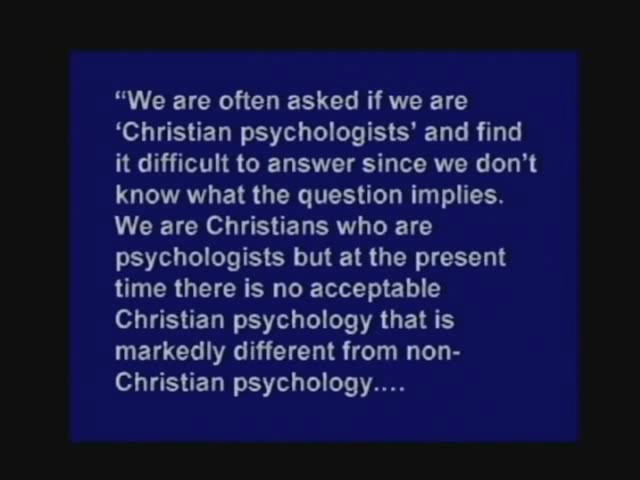 “We are often asked if we are
‘Christian psychologists’ and find
it difficult to answer since we don’t
know what the question implies.
We are Christians who are
psychologists but at the present
time there is no acceptable
Christian psychology that is
markedly different from non-
Christian psychology....